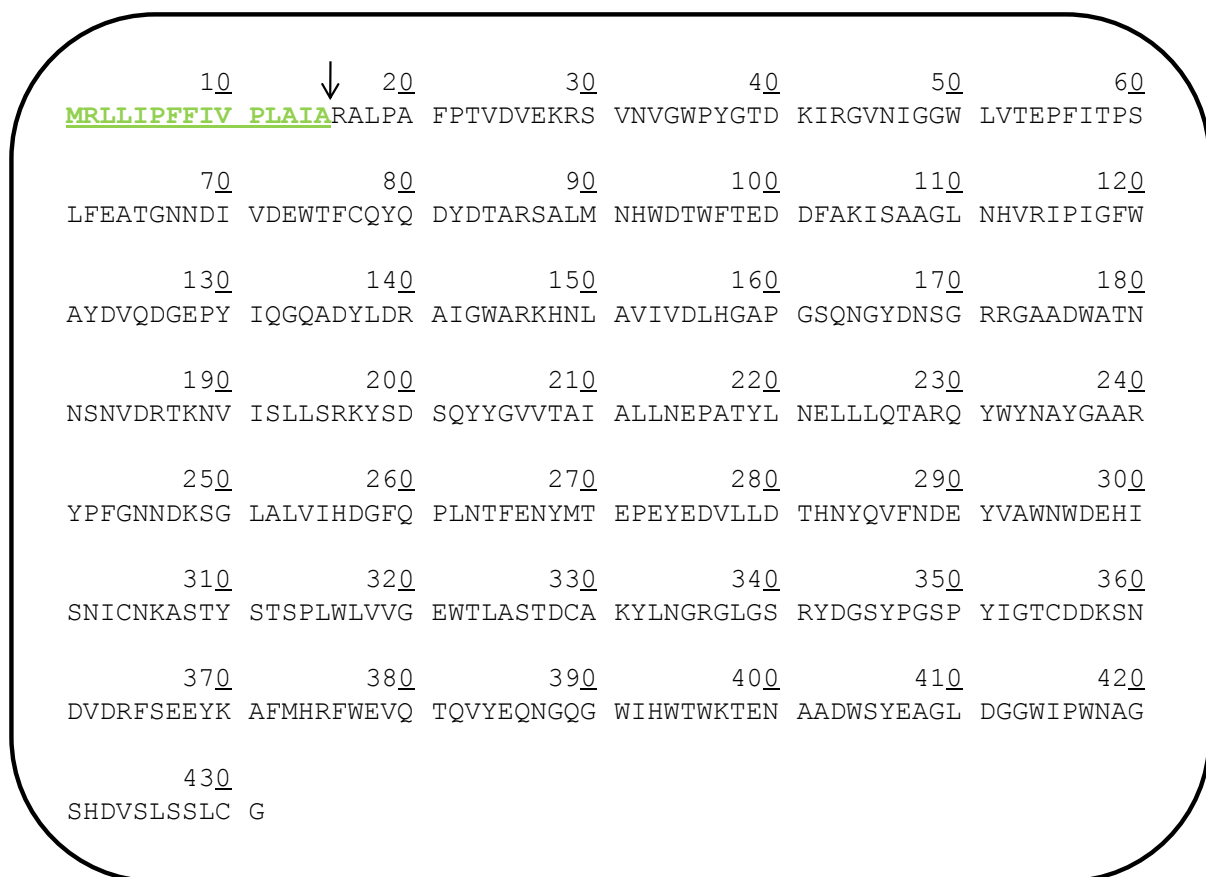 10 20 30 40 50 60
MRLLIPFFIV PLAIARALPA FPTVDVEKRS VNVGWPYGTD KIRGVNIGGW LVTEPFITPS
70 80 90 100 110 120
LFEATGNNDI VDEWTFCQYQ DYDTARSALM NHWDTWFTED DFAKISAAGL NHVRIPIGFW
130 140 150 160 170 180
AYDVQDGEPY IQGQADYLDR AIGWARKHNL AVIVDLHGAP GSQNGYDNSG RRGAADWATN
190 200 210 220 230 240
NSNVDRTKNV ISLLSRKYSD SQYYGVVTAI ALLNEPATYL NELLLQTARQ YWYNAYGAAR
250 260 270 280 290 300
YPFGNNDKSG LALVIHDGFQ PLNTFENYMT EPEYEDVLLD THNYQVFNDE YVAWNWDEHI
310 320 330 340 350 360
SNICNKASTY STSPLWLVVG EWTLASTDCA KYLNGRGLGS RYDGSYPGSP YIGTCDDKSN
370 380 390 400 410 420
DVDRFSEEYK AFMHRFWEVQ TQVYEQNGQG WIHWTWKTEN AADWSYEAGL DGGWIPWNAG
430
SHDVSLSSLC G